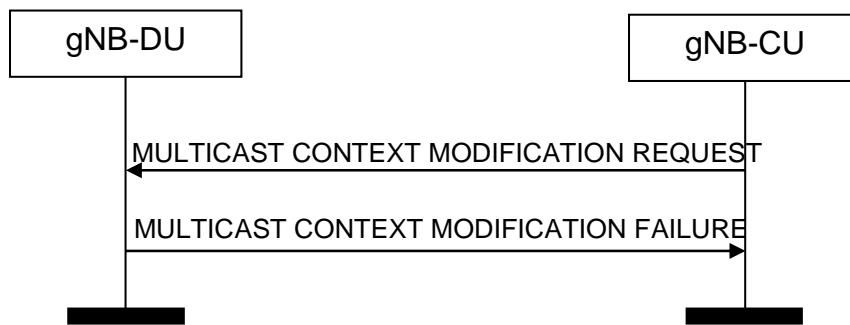 gNB-DU
gNB-CU
MULTICAST CONTEXT MODIFICATION REQUEST
MULTICAST CONTEXT MODIFICATION FAILURE